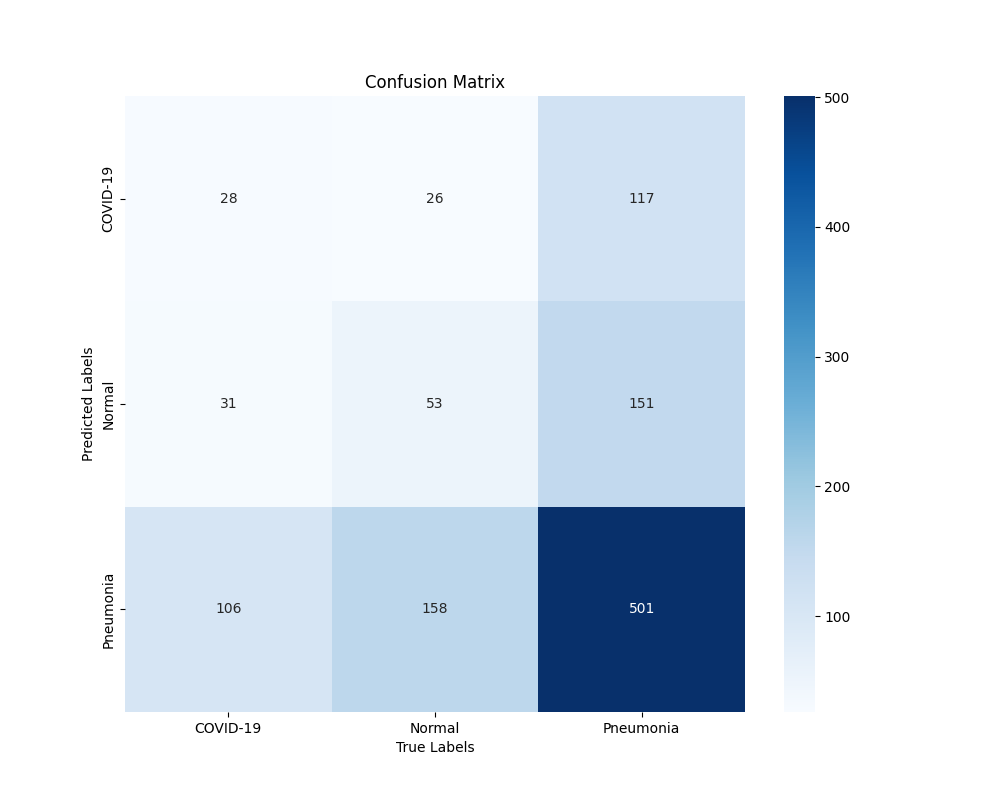 Confusion Matrix
COVID-19
28 26 117
Predicted Labels
Normal
31 53 151
Pneumonia
106 158 501
COVID-19 Normal Pneumonia
True Labels
500
400
300
200
100